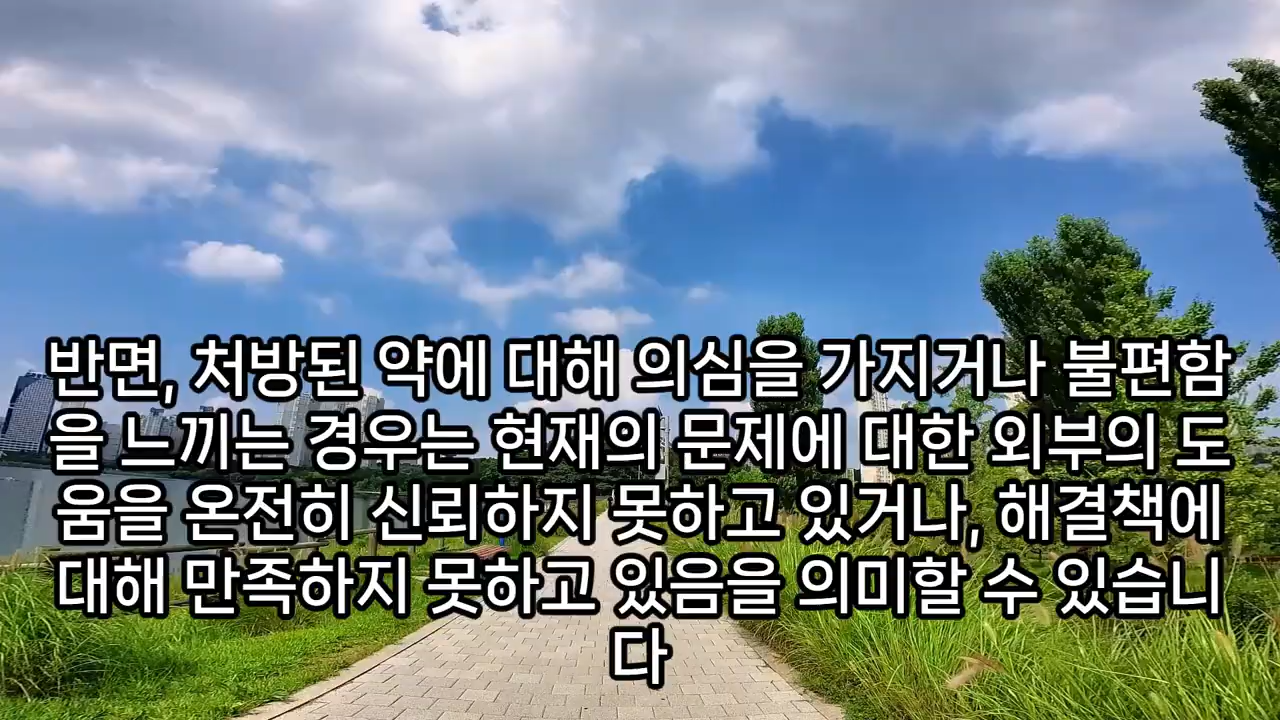 반면, 처방된 약에 대해 의심을 가지거나 불편함
을 느끼는 경우는 현재의 문제에 대한 외부의 도
움을 온전히 신뢰하지 못하고 있거나, 해결책에
대해 만족하지 못하고 있음을 의미할 수 있습니
다